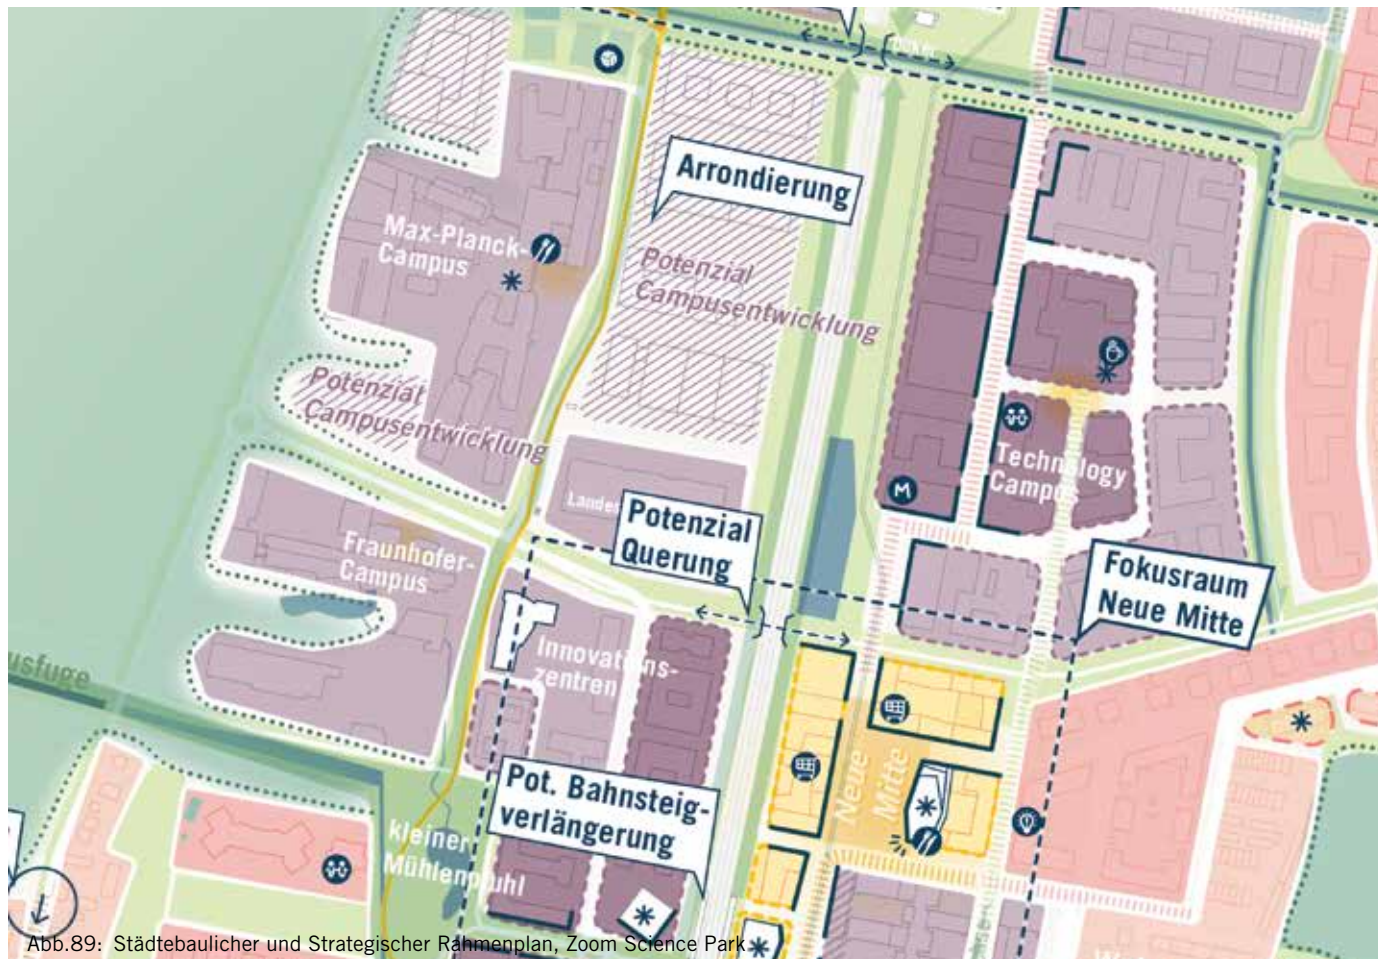 Arrondierung
Max-Planck-
Campus
Potenzial
Campusentwicklung
Potenzial
Campusentwicklung
M
Technology
Campus
Potenzial
Querung
Fraunhofer-
Campus
Fokusraum
Neue Mitte
Innovations-
zentren
usfuge
Neue
Mitte
Pot. Bahnsteig-
verlängerung
kleiner
Mühlenpfuhl
Abb.89: Städtebaulicher und Strategischer Rahmenplan, Zoom Science Park